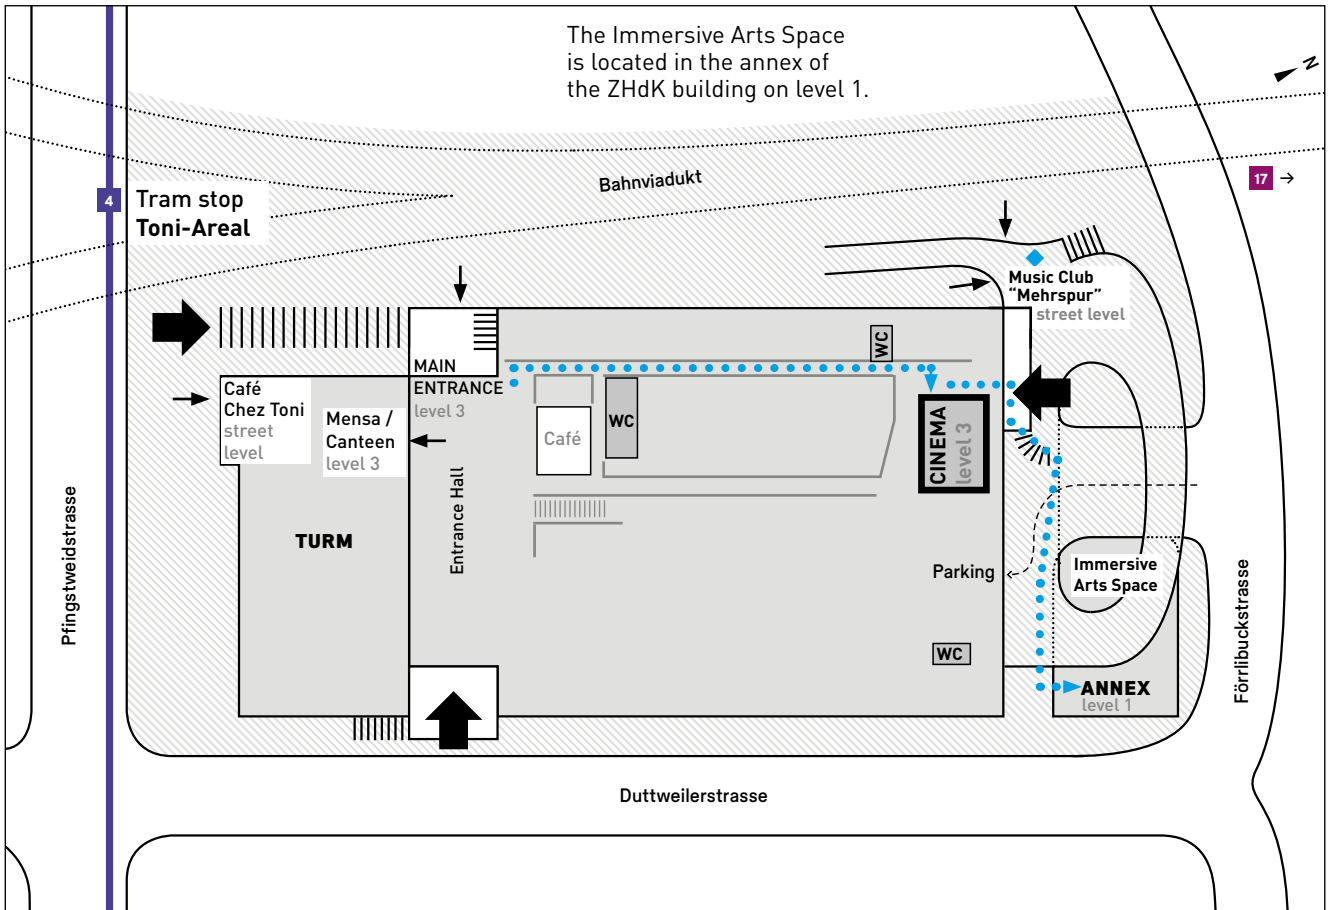 The Immersive Arts Space
is located in the annex of
the ZHdK building on level 1.
N
Bahnviadukt
17 →
4
Tram stop
Toni-Areal
Music Club
“Mehrspur”
street level
WC
MAIN
ENTRANCE
level 3
Café
Chez Toni
street
level
Mensa /
Canteen
level 3
Café
WC
CINEMA
level 3
Entrance Hall
TURM
Parking
Immersive
Arts Space
WC
ANNEX
level 1
Pfingstweidstrasse
Förrlibuckstrasse
Duttweilerstrasse